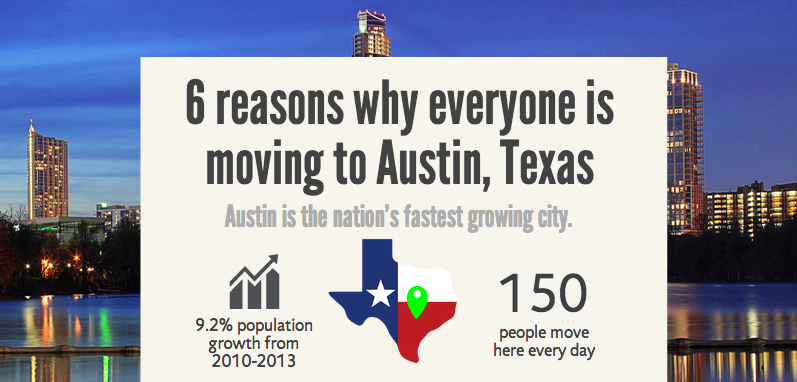 6 reasons why everyone is
moving to Austin, Texas
Austin is the nation's fastest growing city.
9.2% population
growth from
2010-2013
150
people move
here every day